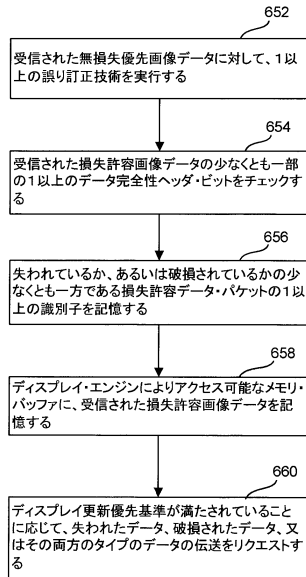 652
受信された無損失優先画像データに対して、1以
上の誤り訂正技術を実行する
654
受信された損失許容画像データの少なくとも一部
の1以上のデータ完全性ヘッダ・ビットをチェックす
る
656
失われているか、あるいは破損されているかの少
なくとも一方である損失許容データ・パケットの1以
上の識別子を記憶する
658
ディスプレイ・エンジンによりアクセス可能なメモリ・
バッファに、受信された損失許容画像データを記
憶する
660
ディスプレイ更新優先基準が満たされていること
に応じて、失われたデータ、破損されたデータ、又
はその両方のタイプのデータの伝送をリクエストす
る